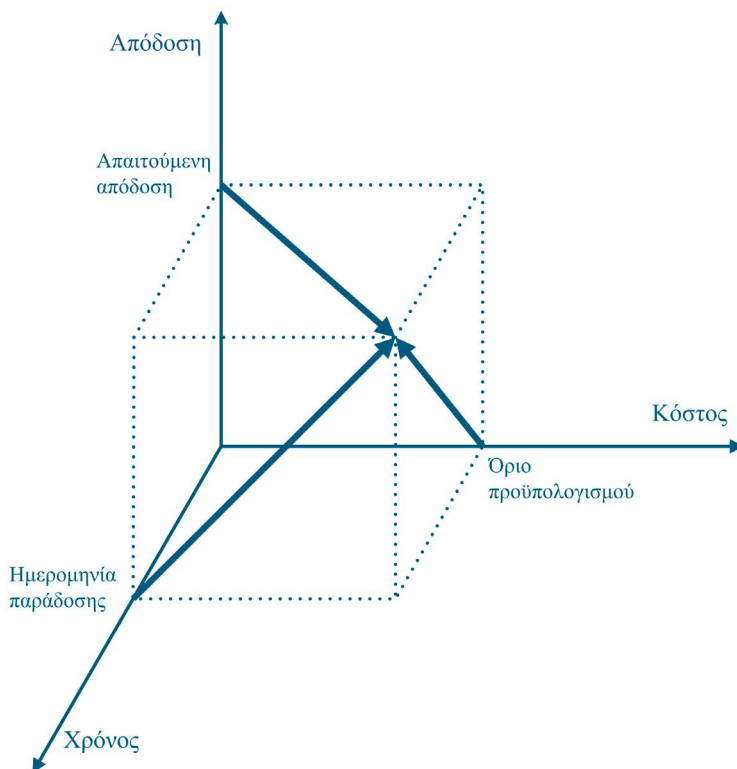 Απόδοση
Απαιτούμενη
απόδοση
Κόστος
Όριο
προϋπολογισμού
Ημερομηνία
παράδοσης
Χρόνος